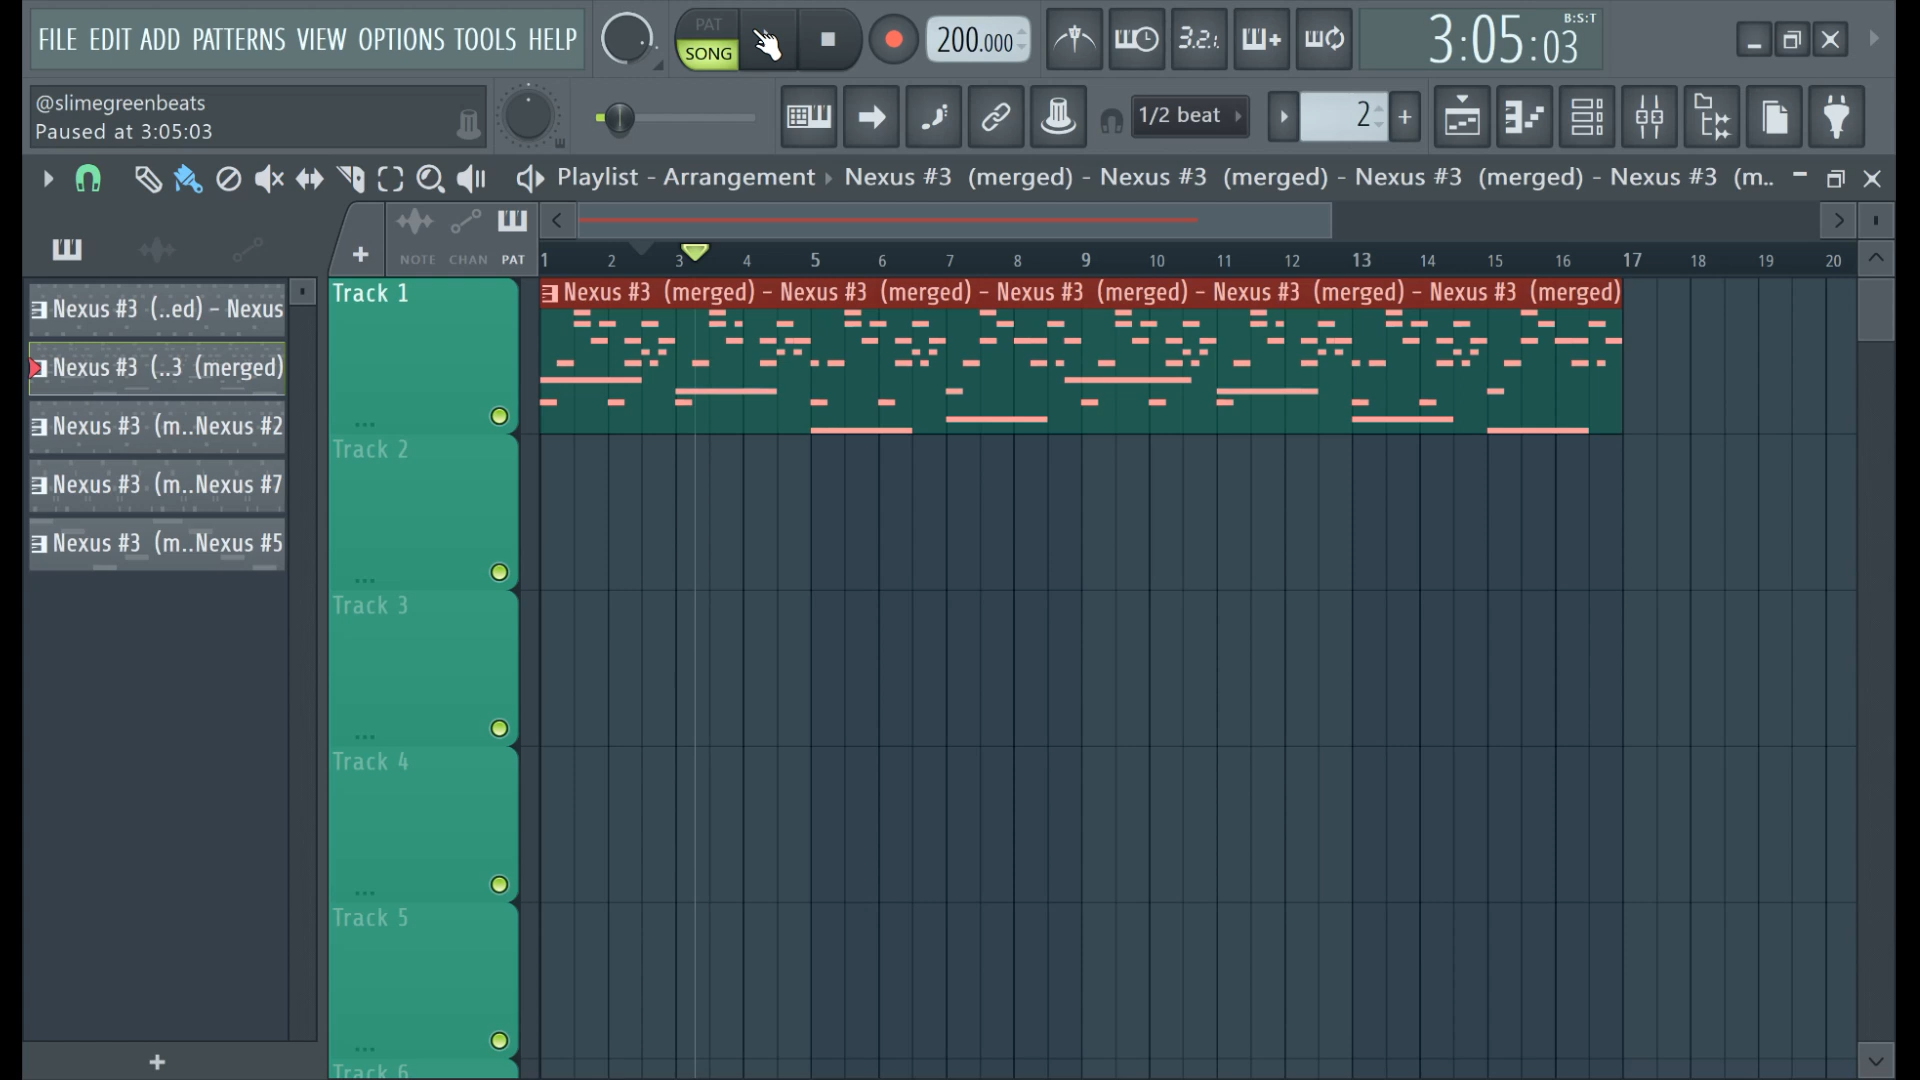 FILE EDIT ADD PATTERNS VIEW OPTIONS TOOLS HELP
PAT
SONG
200.000
3.2.1
3:05:03
B:S:T
@slimegreenbeats
Paused at 3:05:03
1/2 beat
2
Playlist - Arrangement Nexus #3 (merged) - Nexus #3 (merged) - Nexus #3 (merged) - Nexus #3 (m..
NOTE CHAN PAT
1 2 3 4 5 6 7 8 9 10 11 12 13 14 15 16 17 18 19 20
Nexus #3 (..ed) - Nexus
Nexus #3 (..3 (merged)
Nexus #3 (m..Nexus #2
Nexus #3 (m..Nexus #7
Nexus #3 (m..Nexus #5
Track 1
Nexus #3 (merged) - Nexus #3 (merged) - Nexus #3 (merged) - Nexus #3 (merged) - Nexus #3 (merged)
Track 2
Track 3
Track 4
Track 5
Track 6